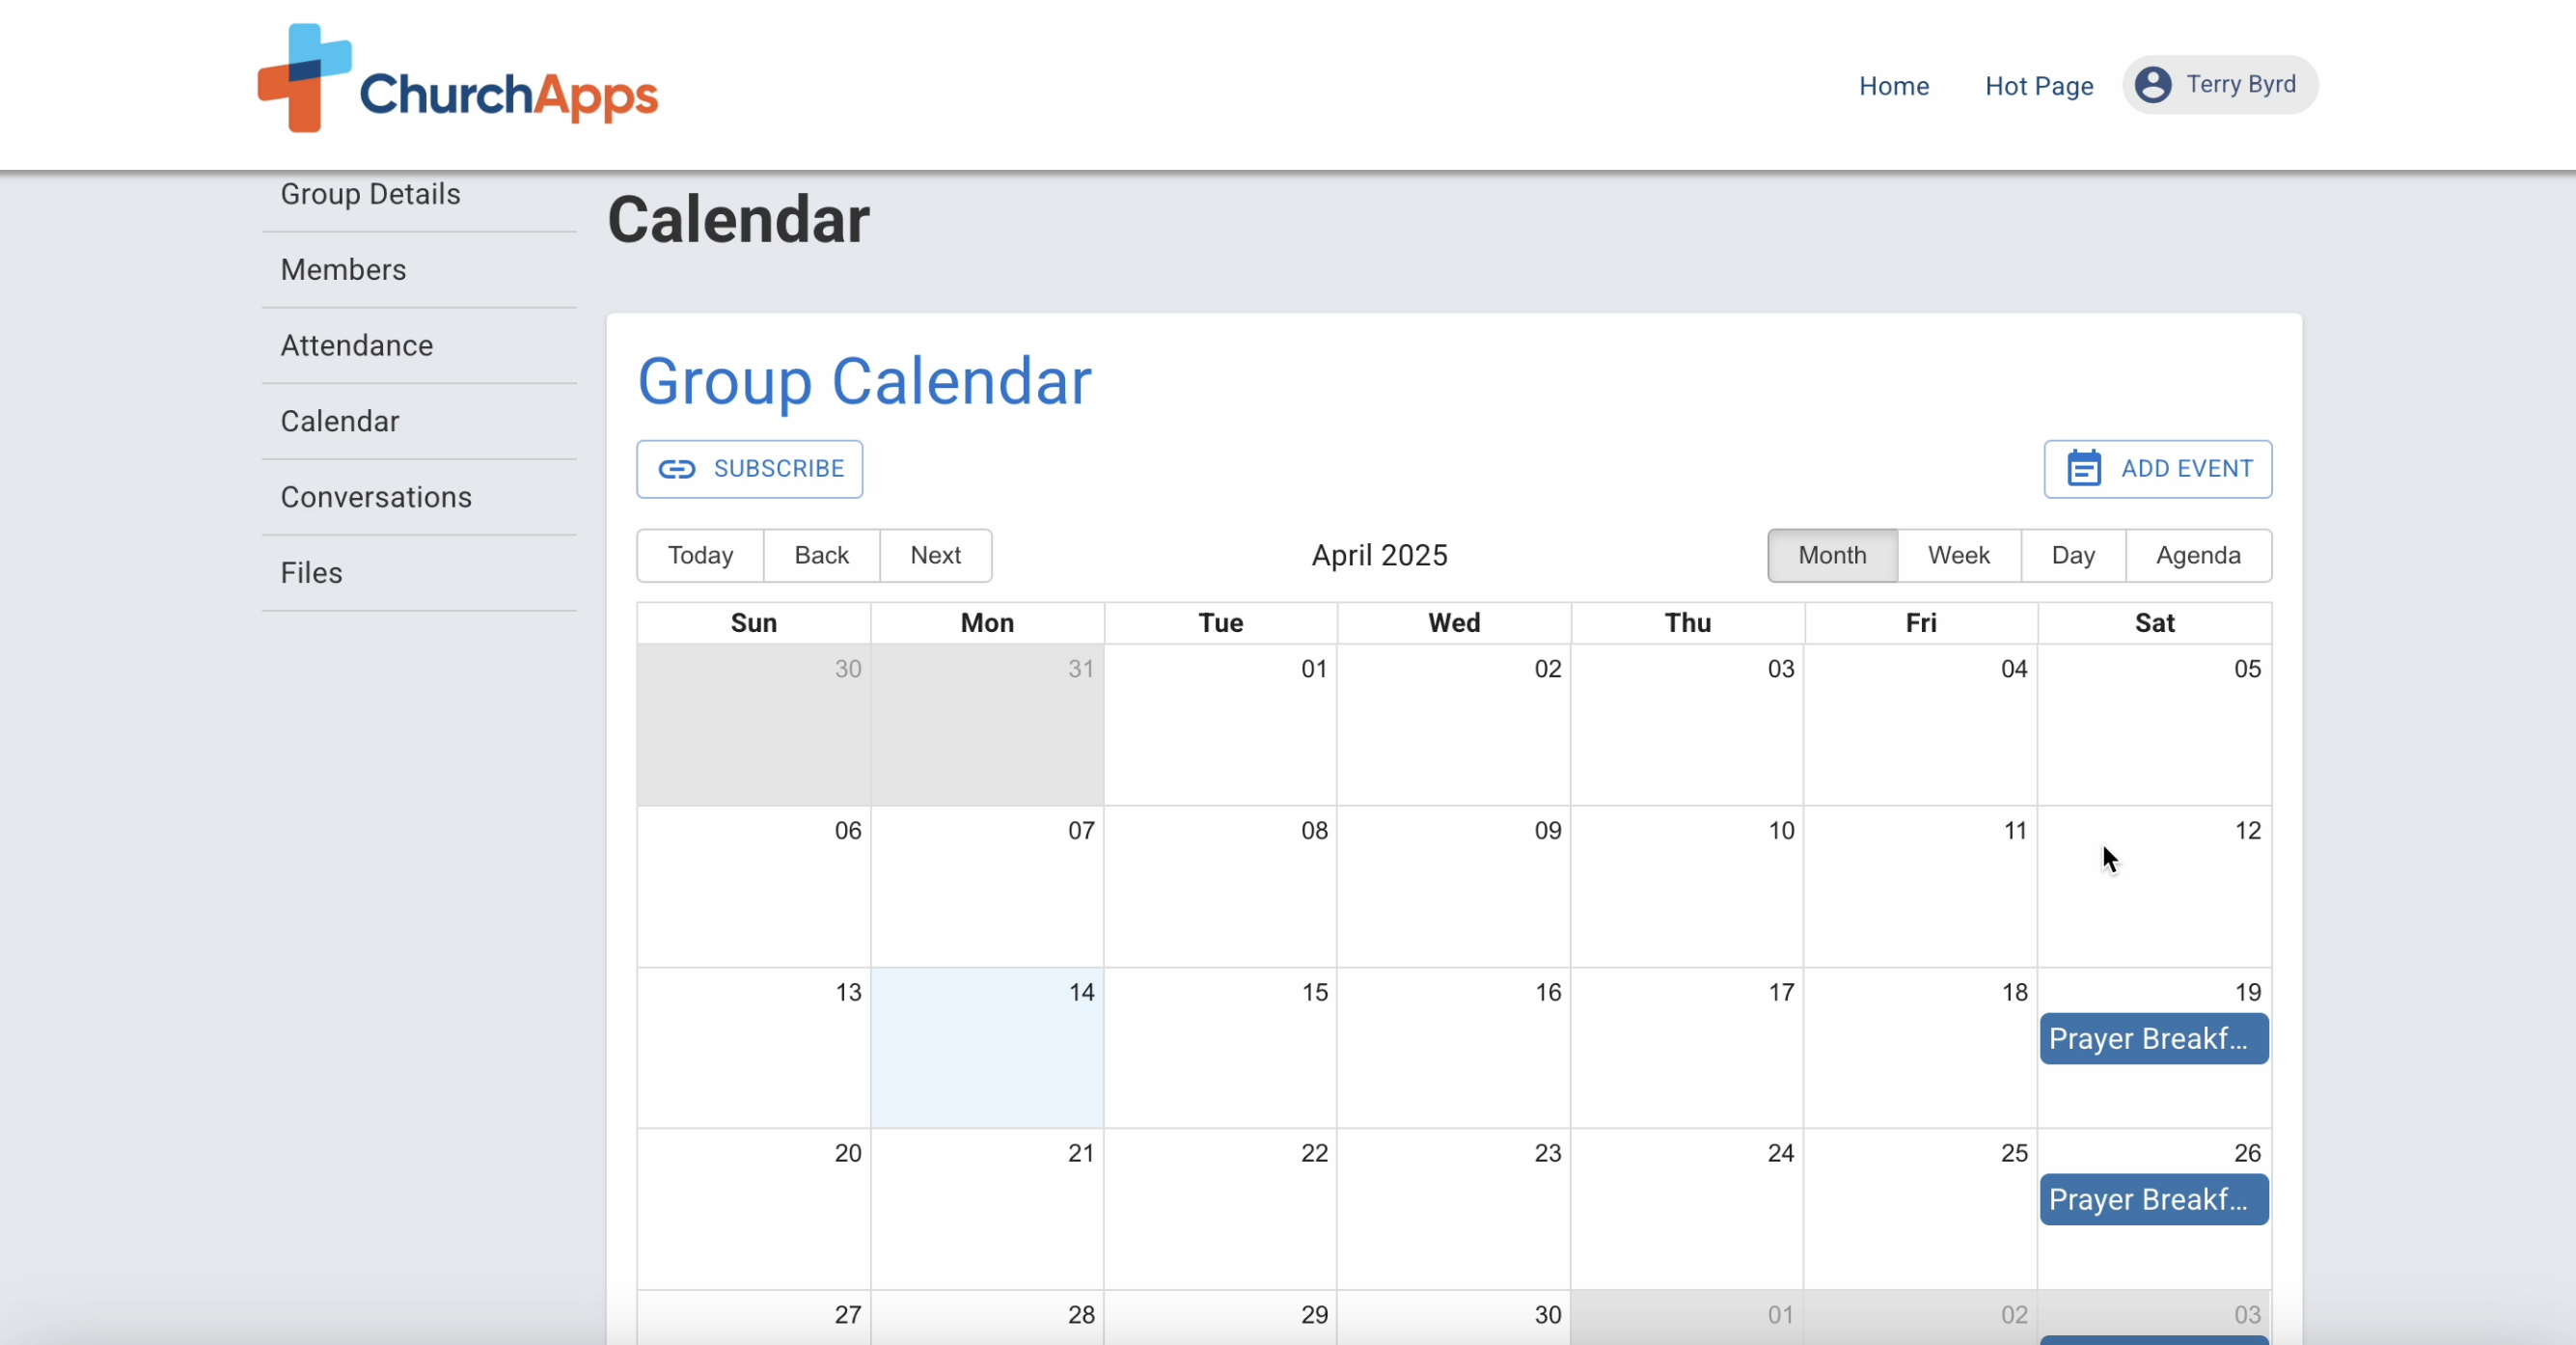 ChurchApps
Home
Hot Page
Terry Byrd
Group Details
Members
Attendance
Calendar
Conversations
Files
Calendar
Group Calendar
SUBSCRIBE
ADD EVENT
Today Back Next
April 2025
Month Week Day Agenda
Sun Mon Tue Wed Thu Fri Sat
30 31 01 02 03 04 05
06 07 08 09 10 11 12
13 14 15 16 17 18 19
Prayer Breakf...
20 21 22 23 24 25 26
Prayer Breakf...
27 28 29 30 01 02 03